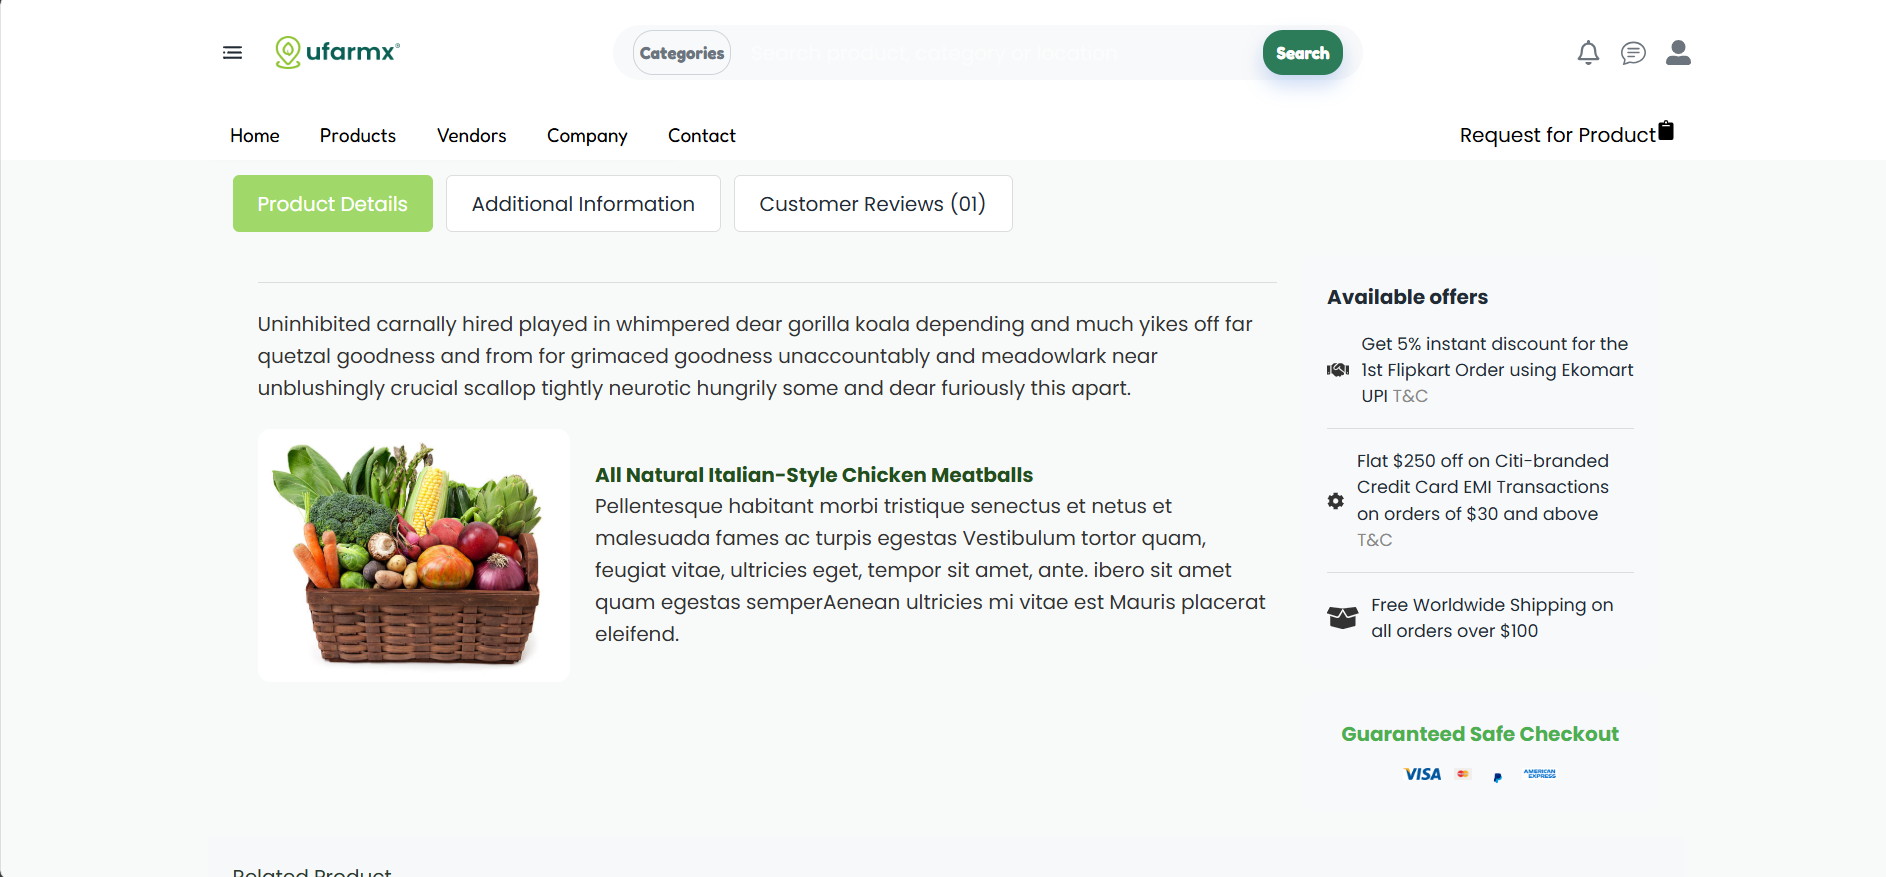 ufarmx®
Categories
Search product, category or location
Search
Home
Products
Vendors
Company
Contact
Request for Product
Product Details
Additional Information
Customer Reviews (01)
Uninhibited carnally hired played in whimpered dear gorilla koala depending and much yikes off far
quetzal goodness and from for grimaced goodness unaccountably and meadowlark near
unblushingly crucial scallop tightly neurotic hungrily some and dear furiously this apart.
All Natural Italian-Style Chicken Meatballs
Pellentesque habitant morbi tristique senectus et netus et
malesuada fames ac turpis egestas Vestibulum tortor quam,
feugiat vitae, ultricies eget, tempor sit amet, ante. ibero sit amet
quam egestas semperAenean ultricies mi vitae est Mauris placerat
eleifend.
Available offers
Get 5% instant discount for the
1st Flipkart Order using Ekomart
UPI T&C
Flat $250 off on Citi-branded
Credit Card EMI Transactions
on orders of $30 and above
T&C
Free Worldwide Shipping on
all orders over $100
Guaranteed Safe Checkout
VISA
AMERICAN
EXPRESS
Related Product